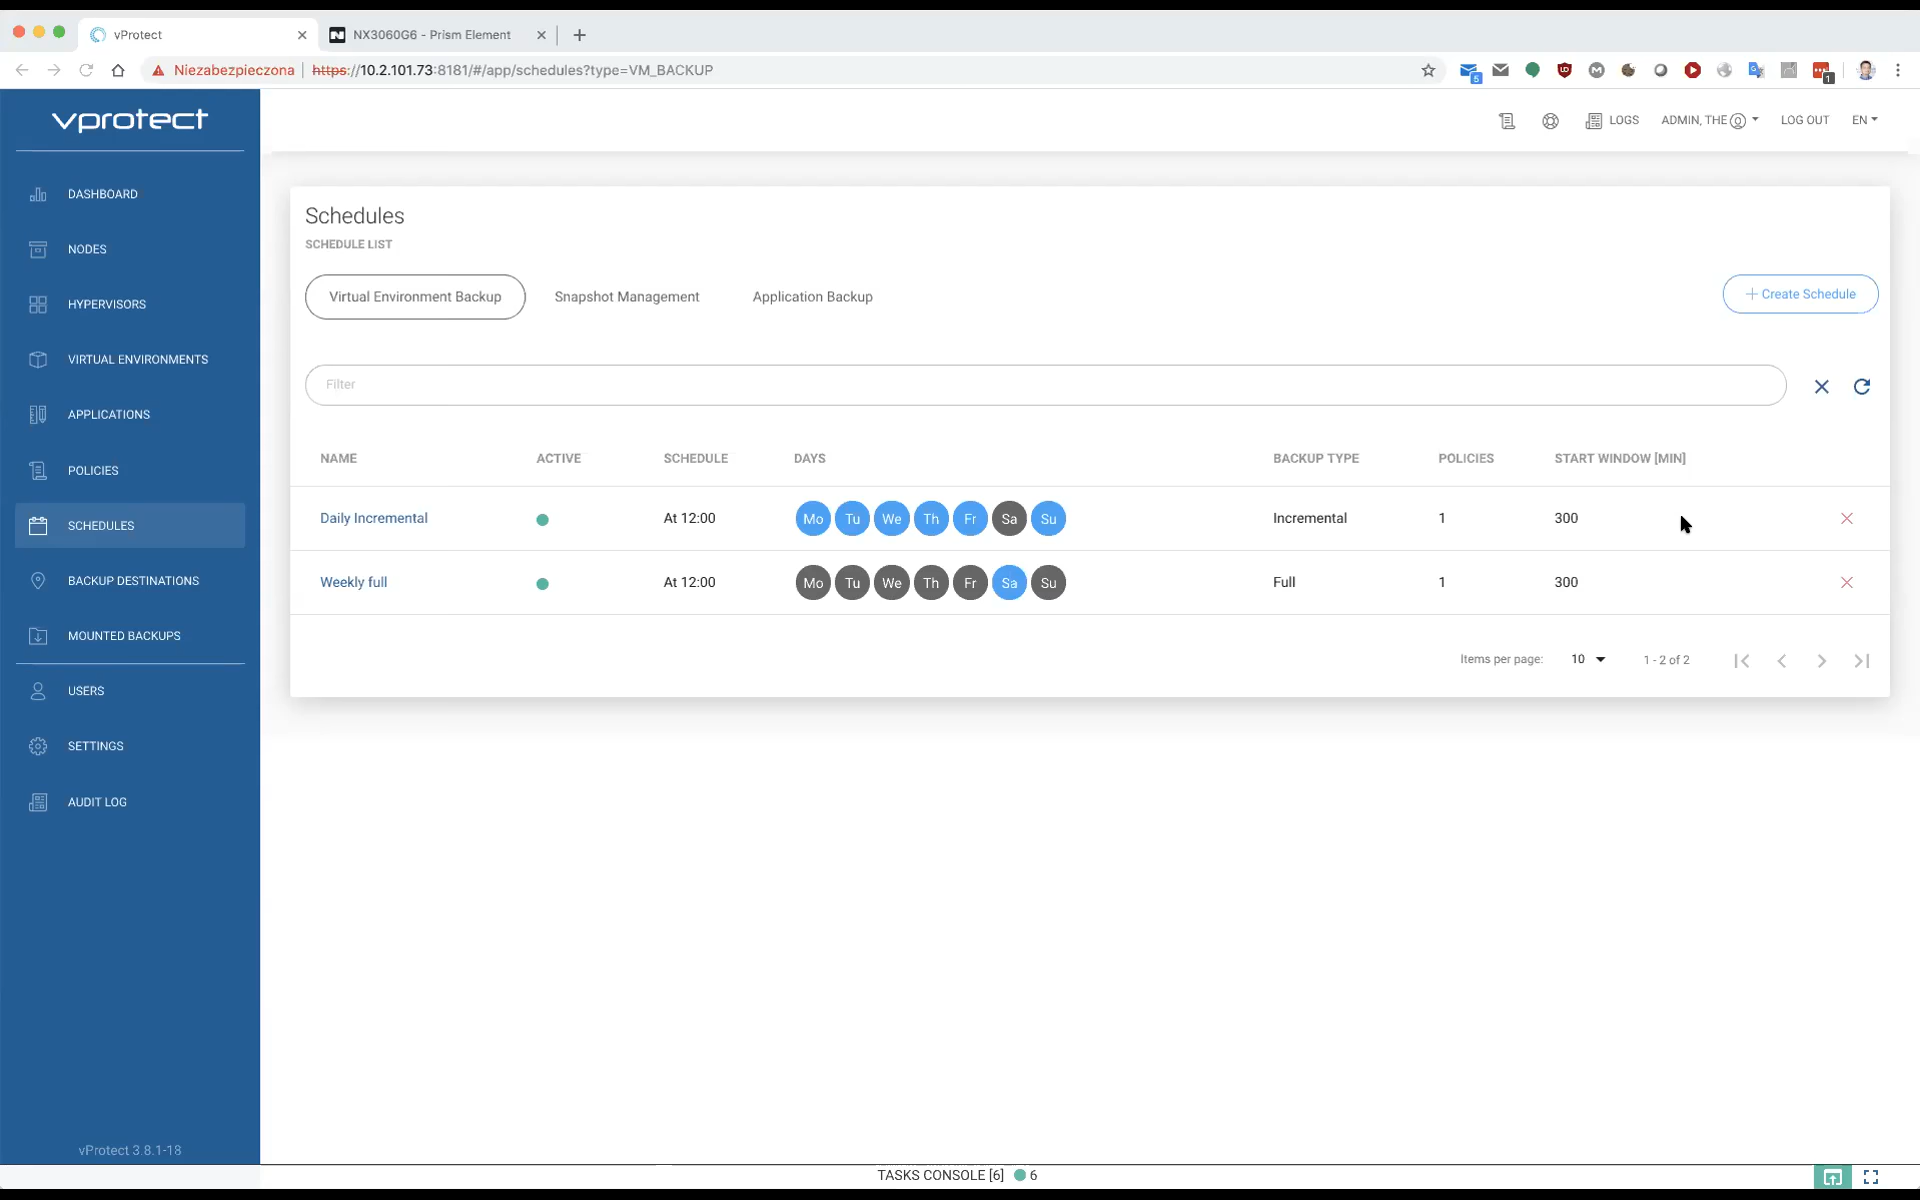 vProtect
NX3060G6 - Prism Element
Niezabezpieczona https://10.2.101.73:8181/#/app/schedules?type=VM_BACKUP
5
1
vprotect
LOGS
ADMIN, THE
LOG OUT
EN
DASHBOARD
NODES
HYPERVISORS
VIRTUAL ENVIRONMENTS
APPLICATIONS
POLICIES
SCHEDULES
BACKUP DESTINATIONS
MOUNTED BACKUPS
USERS
SETTINGS
AUDIT LOG
vProtect 3.8.1-18
Schedules
SCHEDULE LIST
Virtual Environment Backup Snapshot Management Application Backup
+ Create Schedule
Filter
NAME ACTIVE SCHEDULE DAYS BACKUP TYPE POLICIES START WINDOW [MIN]
Daily Incremental At 12:00 Mo Tu We Th Fr Sa Su Incremental 1 300
Weekly full At 12:00 Mo Tu We Th Fr Sa Su Full 1 300
Items per page: 10 1 - 2 of 2
TASKS CONSOLE [6] 6